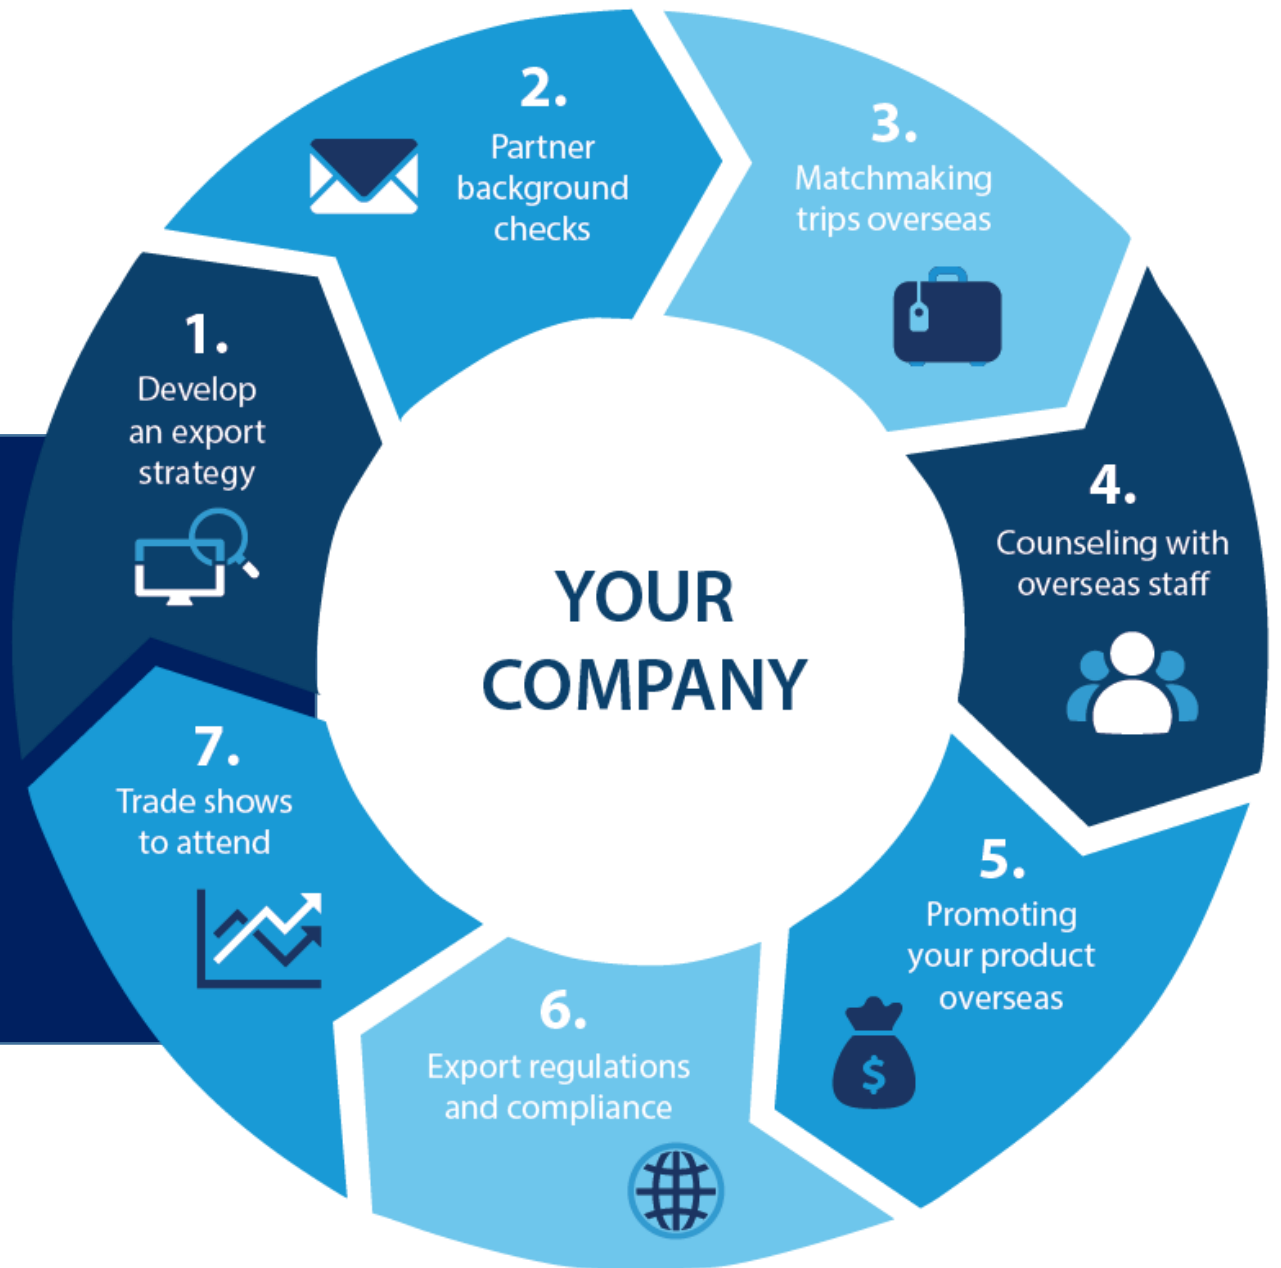 1.
Develop
an export
strategy
2.
Partner
background
checks
3.
Matchmaking
trips overseas
4.
Counseling with
overseas staff
5.
Promoting
your product
overseas
$
6.
Export regulations
and compliance
7.
Trade shows
to attend
YOUR
COMPANY